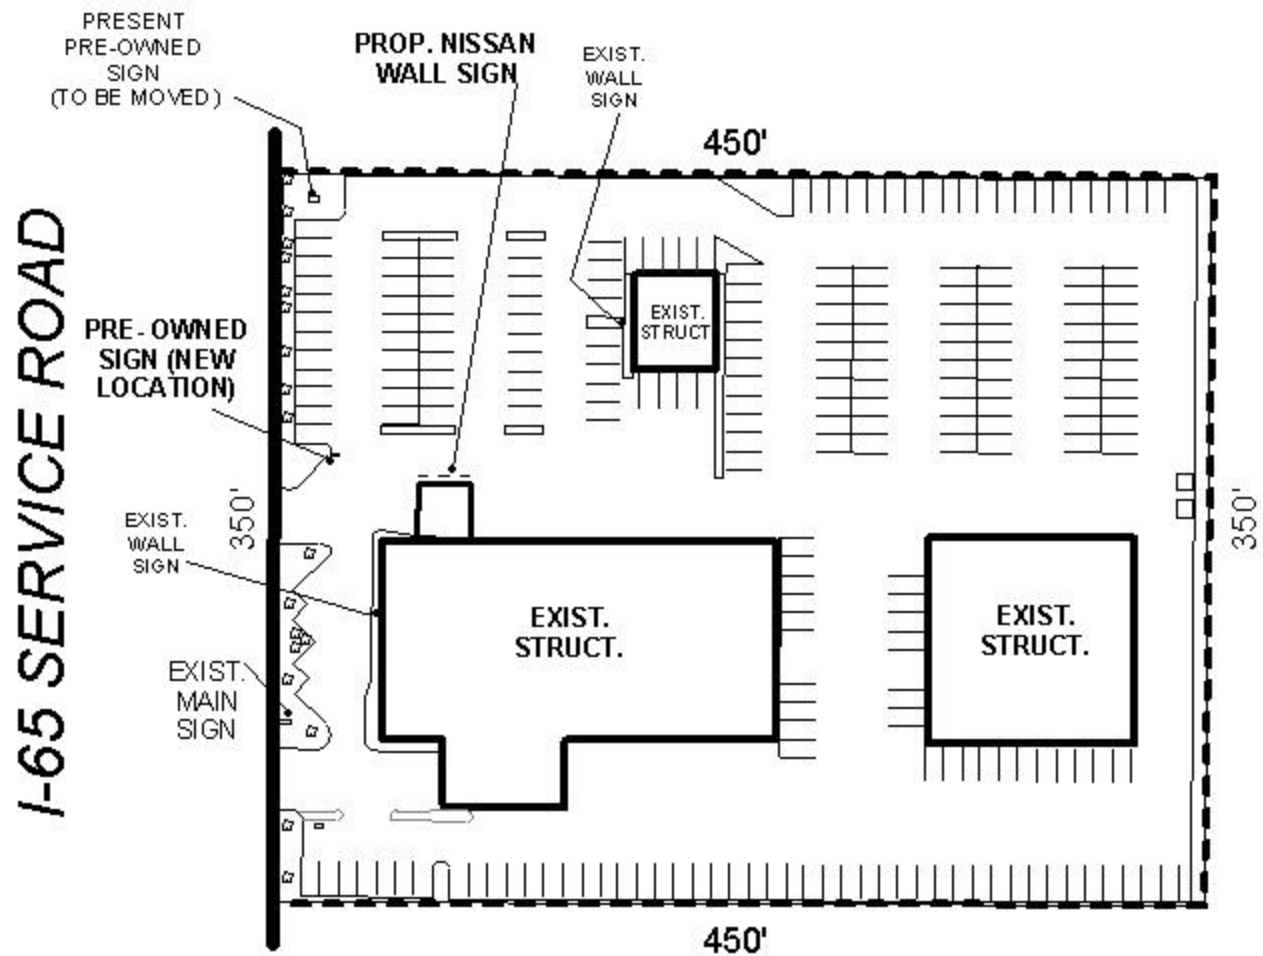 PRESENT
PRE-OWNED
SIGN
(TO BE MOVED)
PROP. NISSAN
WALL SIGN
EXIST.
WALL
SIGN
450'
I-65 SERVICE ROAD
PRE-OWNED
SIGN (NEW
LOCATION)
EXIST.
STRUCT
350'
350'
EXIST.
WALL
SIGN
EXIST.
STRUCT.
EXIST.
STRUCT.
EXIST.
MAIN
SIGN
450'